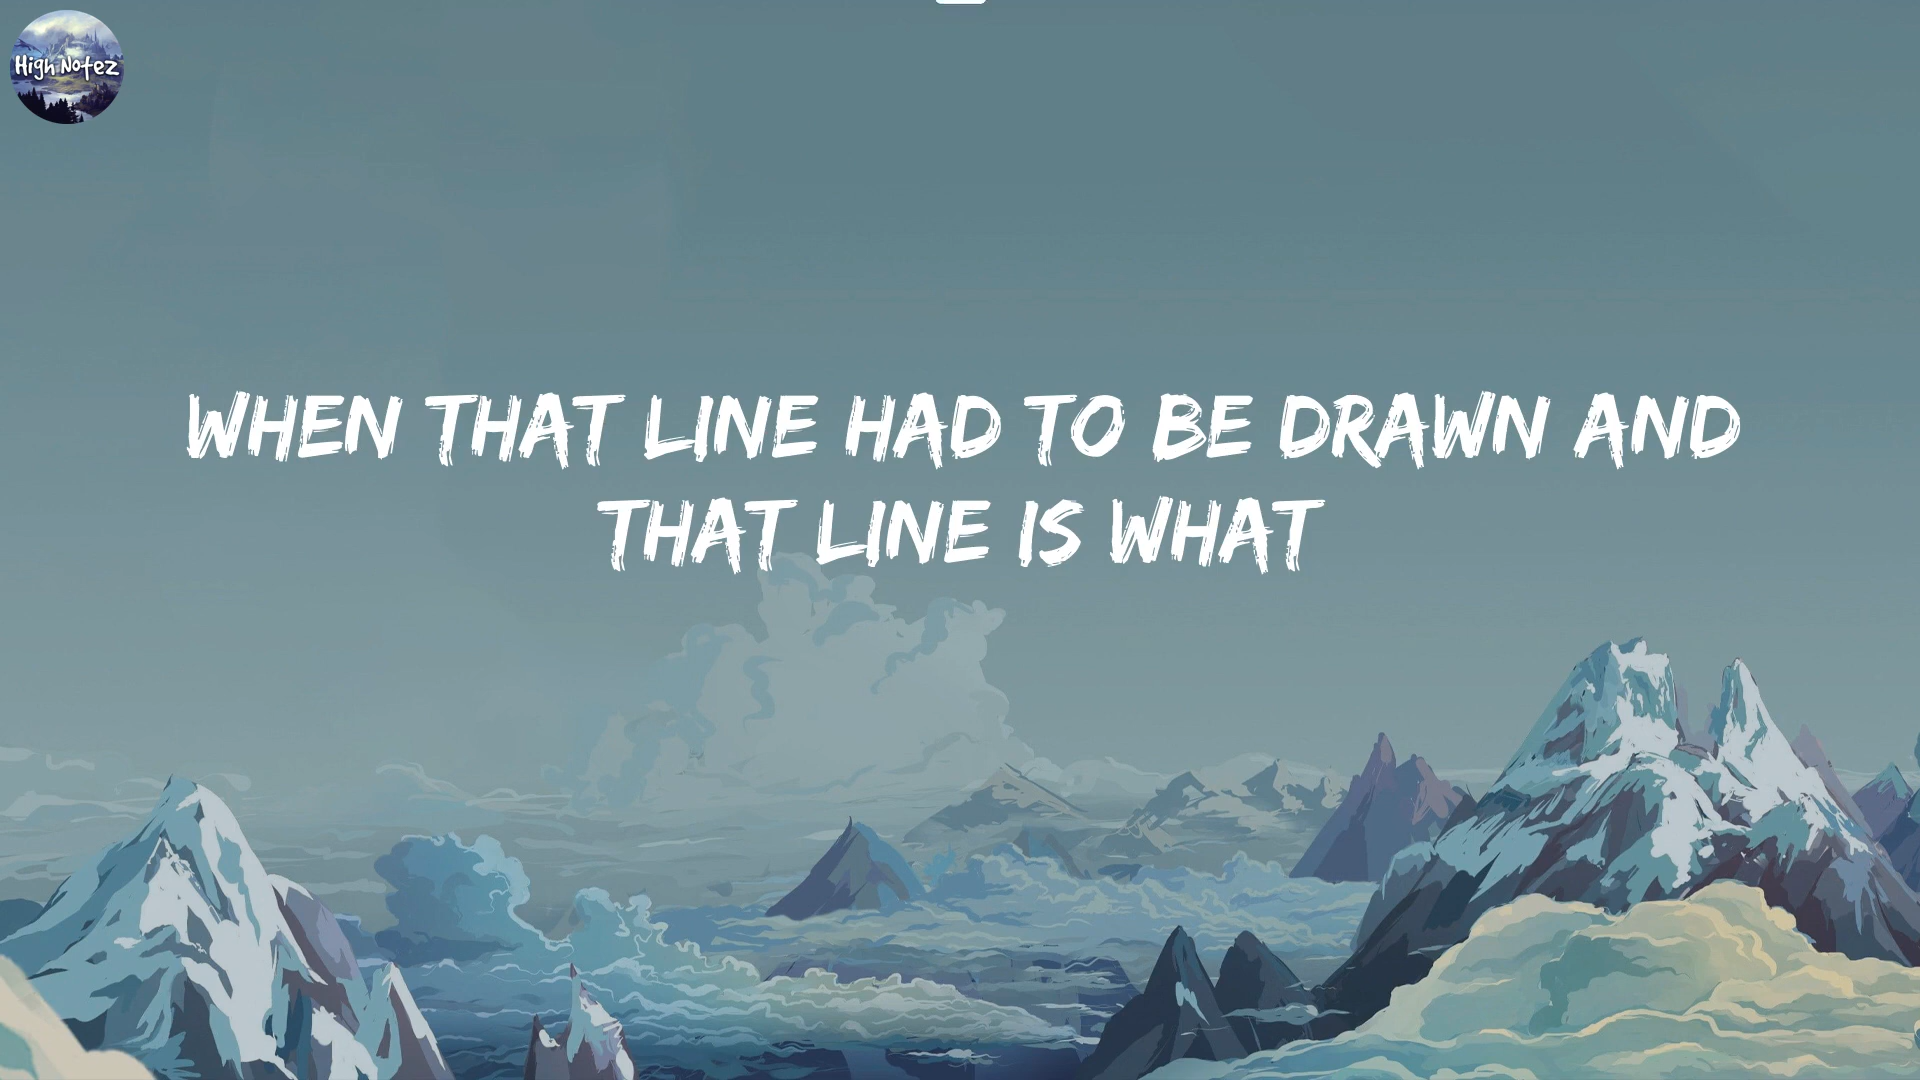 High Notez
WHEN THAT LINE HAD TO BE DRAWN AND
THAT LINE IS WHAT